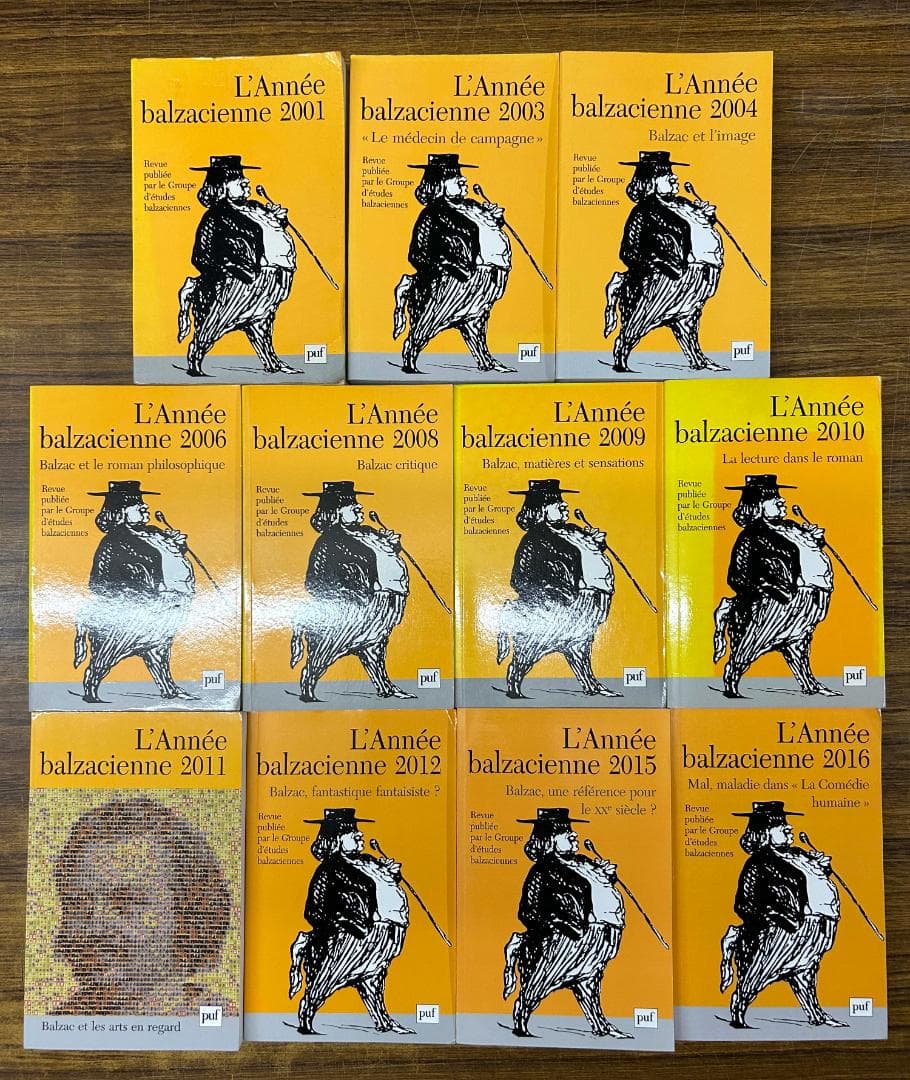 L'Année
balzacienne 2001
Revue
publiée
par le Groupe
d'études
balzaciennes
puf
L'Année
balzacienne 2003
« Le médecin de campagne »
Revue
publiée
par le Groupe
d'études
balzaciennes
puf
L'Année
balzacienne 2004
Balzac et l'image
Revue
publiée
par le Groupe
d'études
balzaciennes
puf
L'Année
balzacienne 2006
Balzac et le roman philosophique
Revue
publiée
par le Groupe
d'études
balzaciennes
puf
L'Année
balzacienne 2008
Balzac critique
Revue
publiée
par le Groupe
d'études
balzaciennes
puf
L'Année
balzacienne 2009
Balzac, matières et sensations
Revue
publiée
par le Groupe
d'études
balzaciennes
puf
L'Année
balzacienne 2010
La lecture dans le roman
Revue
publiée
par le Groupe
d'études
balzaciennes
puf
L'Année
balzacienne 2011
Balzac et les arts en regard
puf
L'Année
balzacienne 2012
Balzac, fantastique fantaisiste ?
Revue
publiée
par le Groupe
d'études
balzaciennes
puf
L'Année
balzacienne 2015
Balzac, une référence pour
le XXe siècle ?
Revue
publiée
par le Groupe
d'études
balzaciennes
puf
L'Année
balzacienne 2016
Mal, maladie dans « La Comédie
humaine »
Revue
publiée
par le Groupe
d'études
balzaciennes
puf